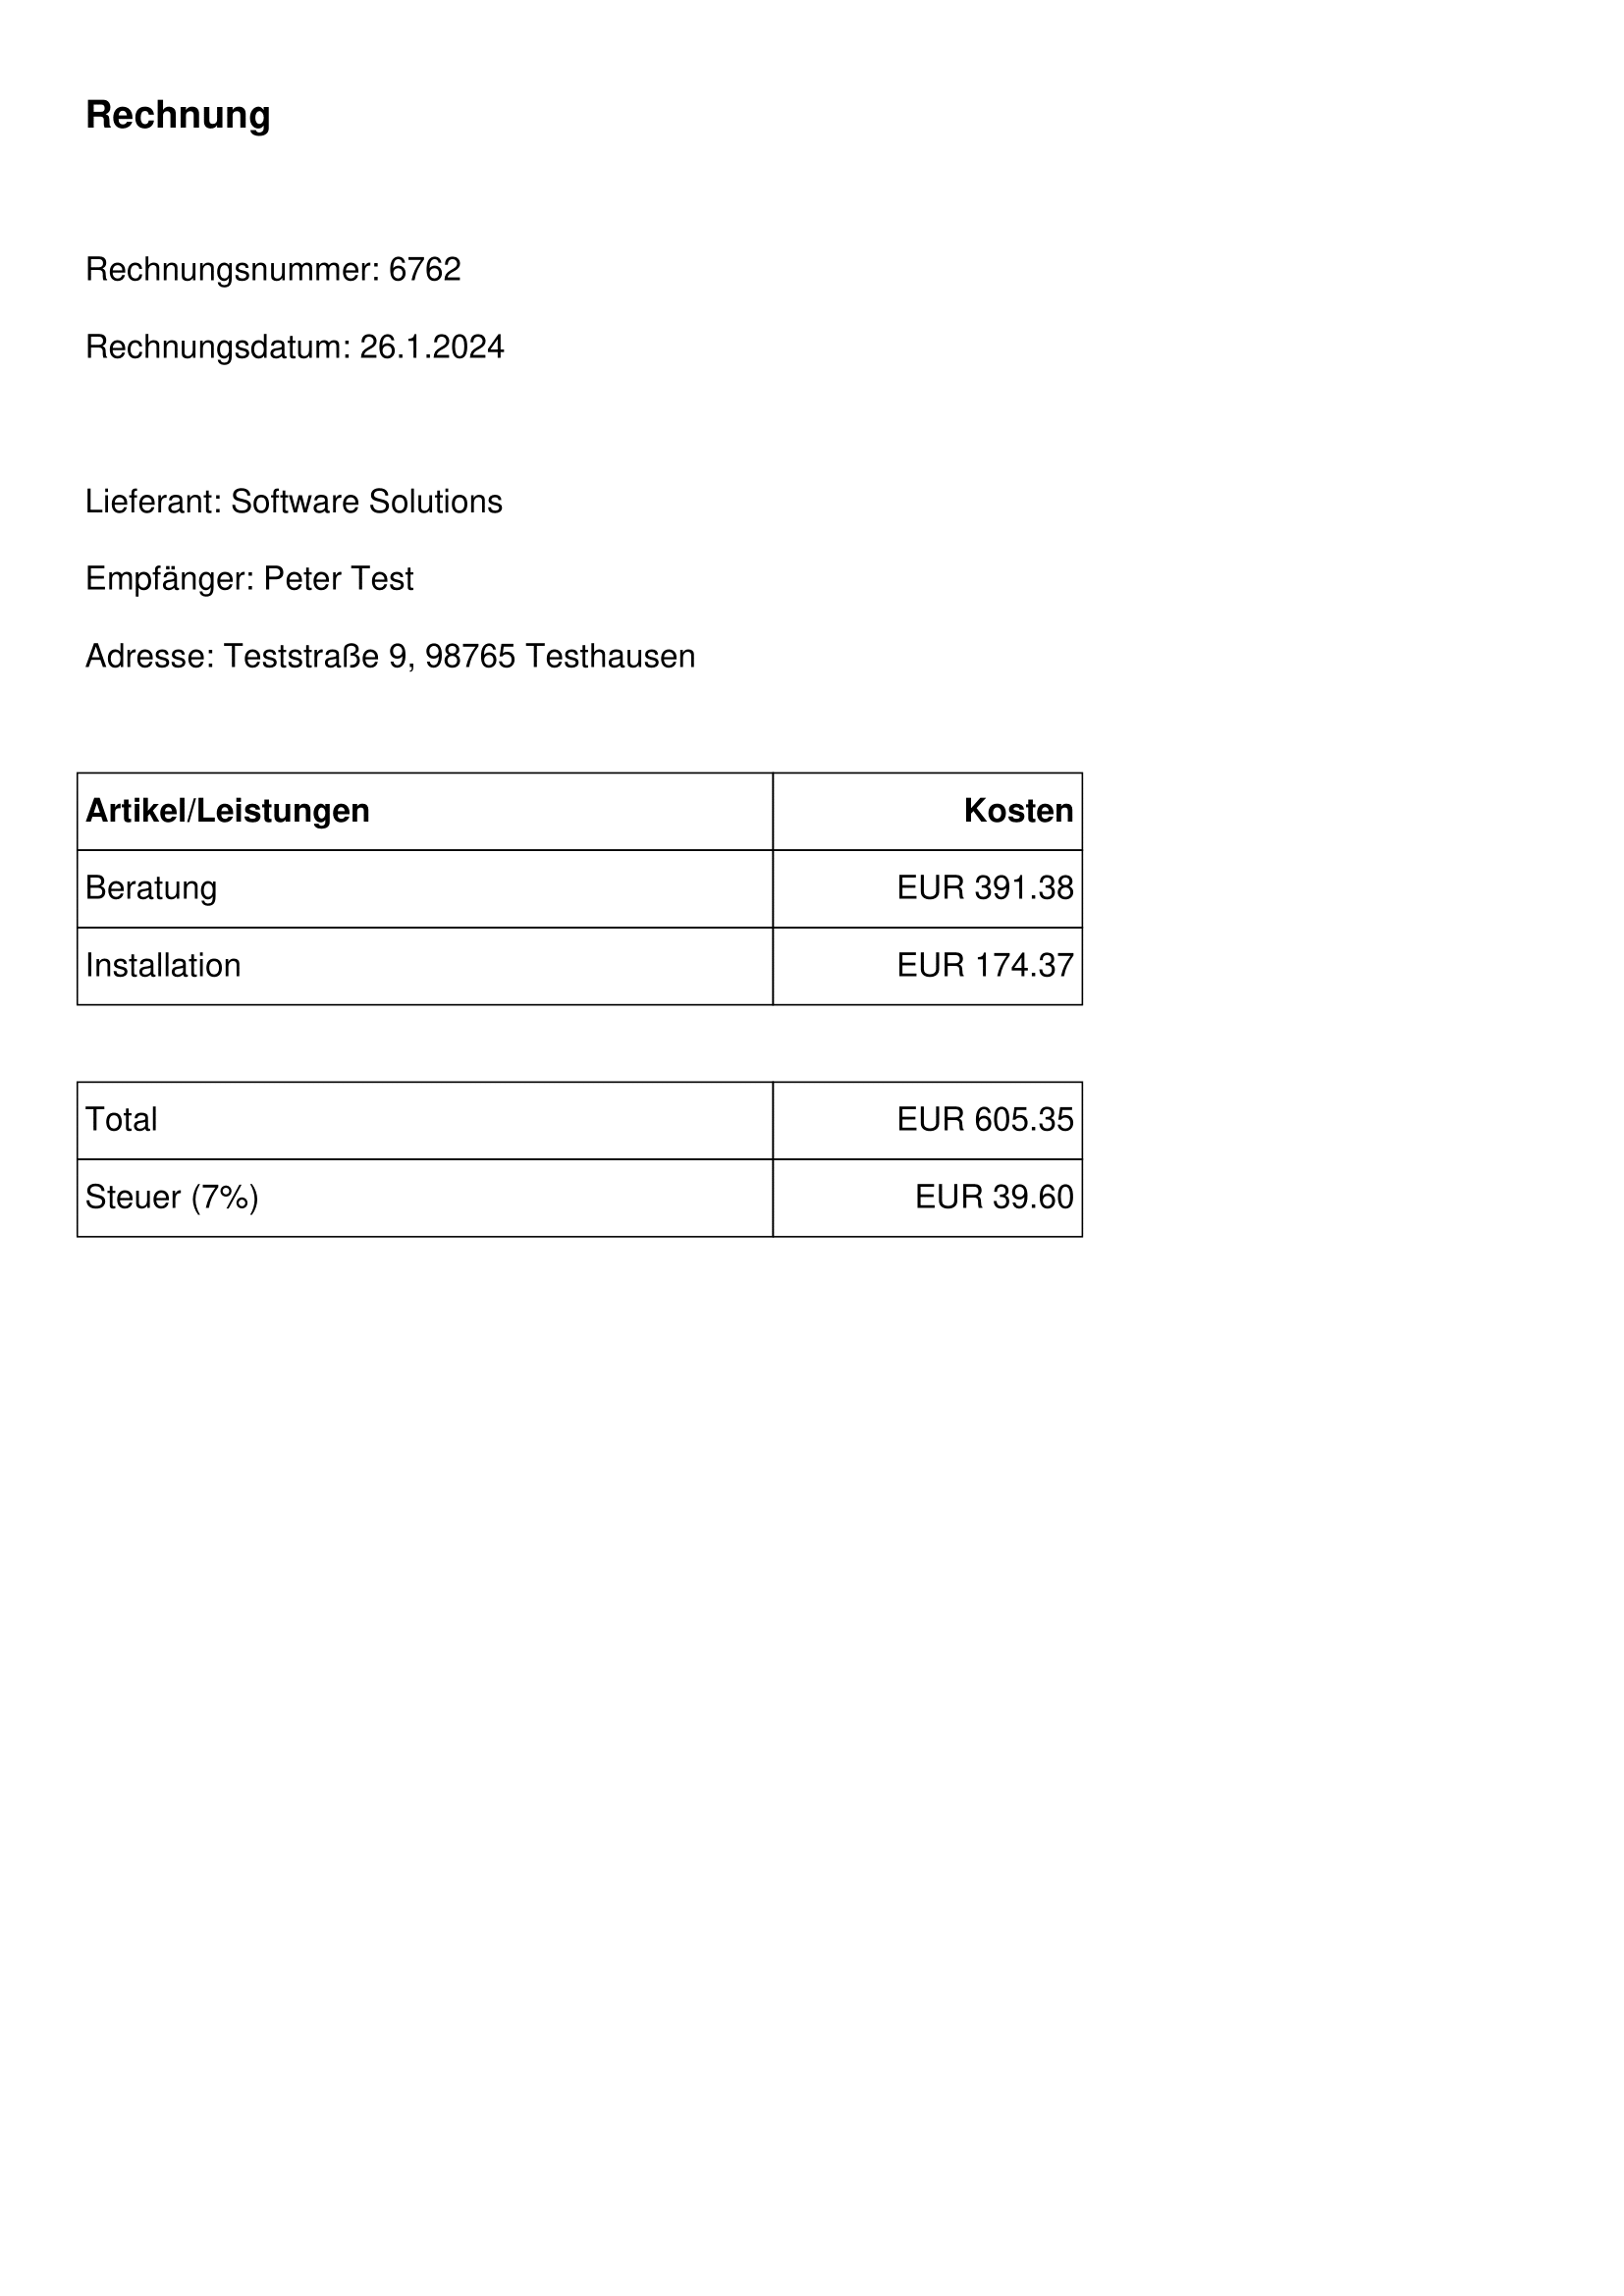 Rechnung
Rechnungsnummer: 6762
Rechnungsdatum: 26.1.2024
Lieferant: Software Solutions
Empfänger: Peter Test
Adresse: Teststraße 9, 98765 Testhausen
Artikel/Leistungen Kosten
Beratung EUR 391.38
Installation EUR 174.37
Total EUR 605.35
Steuer (7%) EUR 39.60